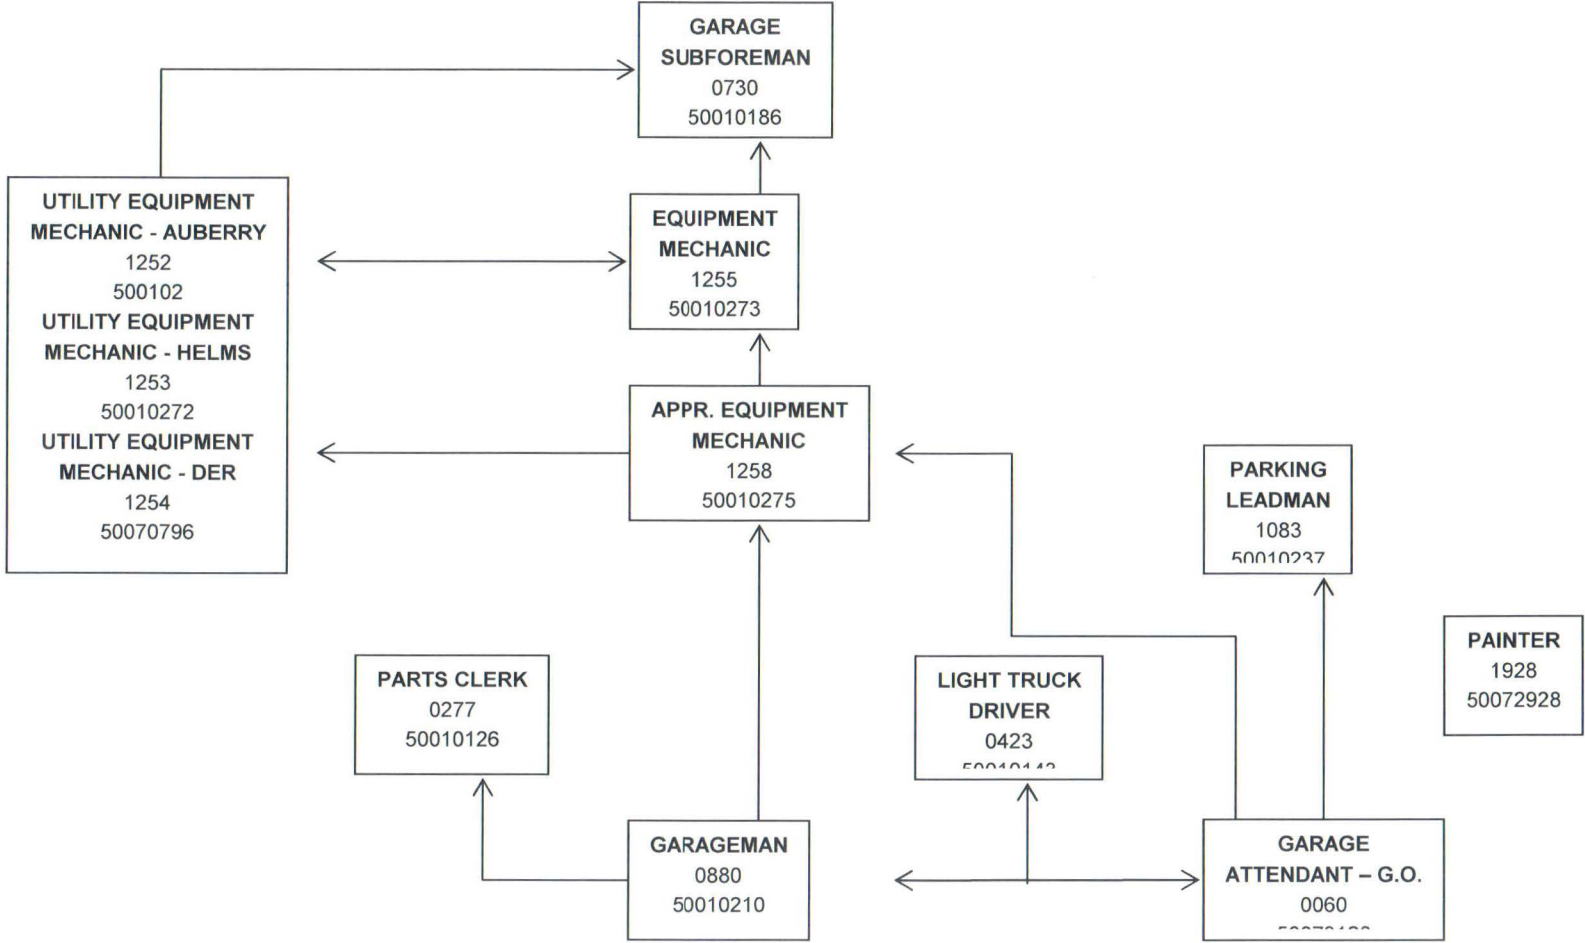 GARAGE
SUBFOREMAN
0730
50010186
UTILITY EQUIPMENT
MECHANIC - AUBERRY
1252
500102
UTILITY EQUIPMENT
MECHANIC - HELMS
1253
50010272
UTILITY EQUIPMENT
MECHANIC - DER
1254
50070796
EQUIPMENT
MECHANIC
1255
50010273
APPR. EQUIPMENT
MECHANIC
1258
50010275
PARKING
LEADMAN
1083
50010237
PAINTER
1928
50072928
PARTS CLERK
0277
50010126
LIGHT TRUCK
DRIVER
0423
GARAGEMAN
0880
50010210
GARAGE
ATTENDANT – G.O.
0060